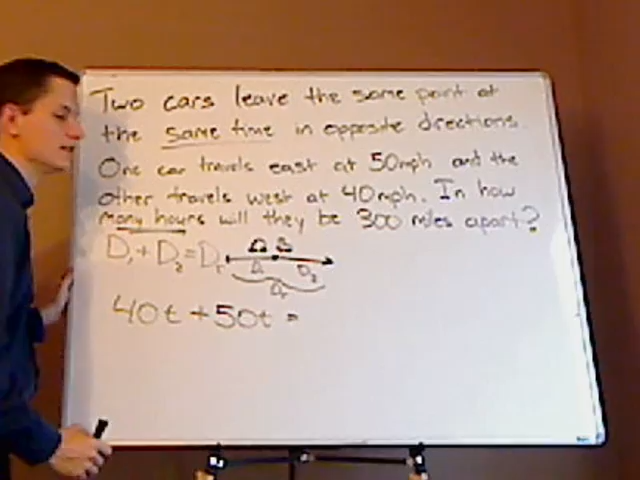 Two cars leave the same point at
the same time in opposite directions.
One car travels east at 50mph and the
other travels west at 40mph. In how
many hours will they be 300 miles apart?
D₁ + D₂ = D
D₁ D₂
D
40t + 50t =